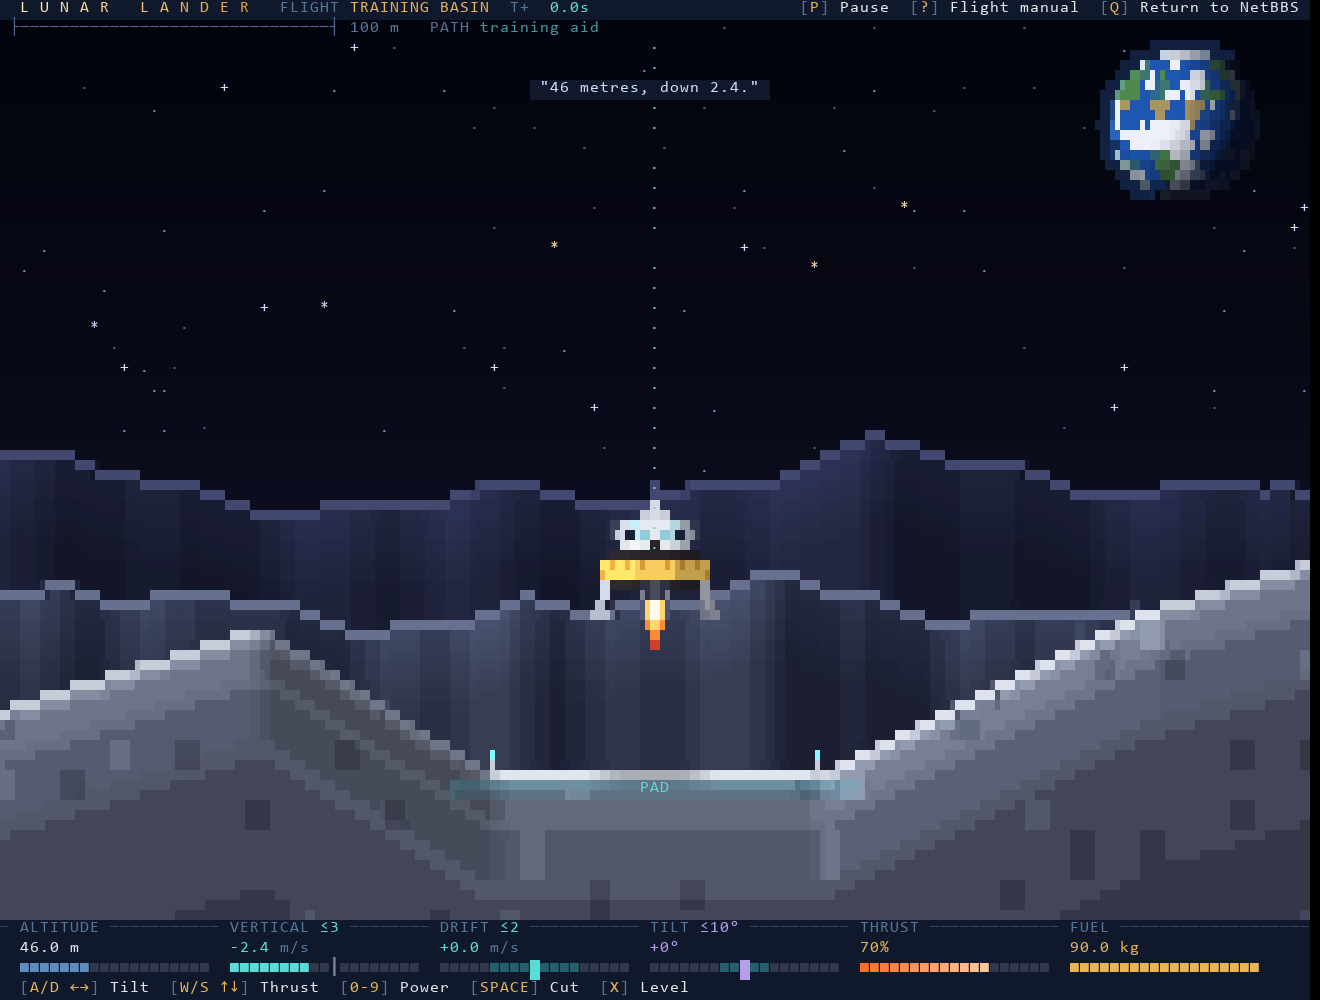 LUNAR LANDER FLIGHT TRAINING BASIN T+ 0.0s [P] Pause [?] Flight manual [Q] Return to NetBBS
100 m PATH training aid
"46 metres, down 2.4."
PAD
ALTITUDE VERTICAL ≤3 DRIFT ≤2 TILT ≤10° THRUST FUEL
46.0 m -2.4 m/s +0.0 m/s +0° 70% 90.0 kg
[A/D ↔] Tilt [W/S ↑↓] Thrust [0-9] Power [SPACE] Cut [X] Level